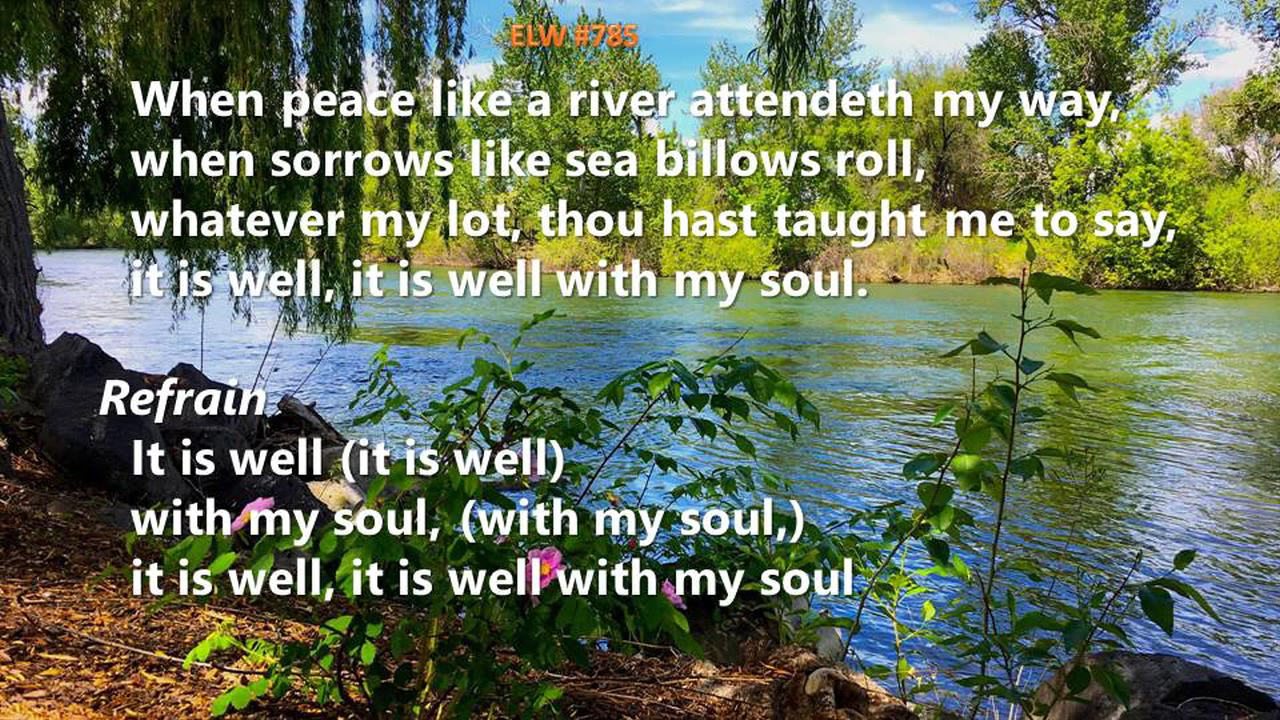 ELW #785
When peace like a river attendeth my way,
when sorrows like sea billows roll,
whatever my lot, thou hast taught me to say,
it is well, it is well with my soul.
Refrain
It is well (it is well)
with my soul, (with my soul,)
it is well, it is well with my soul